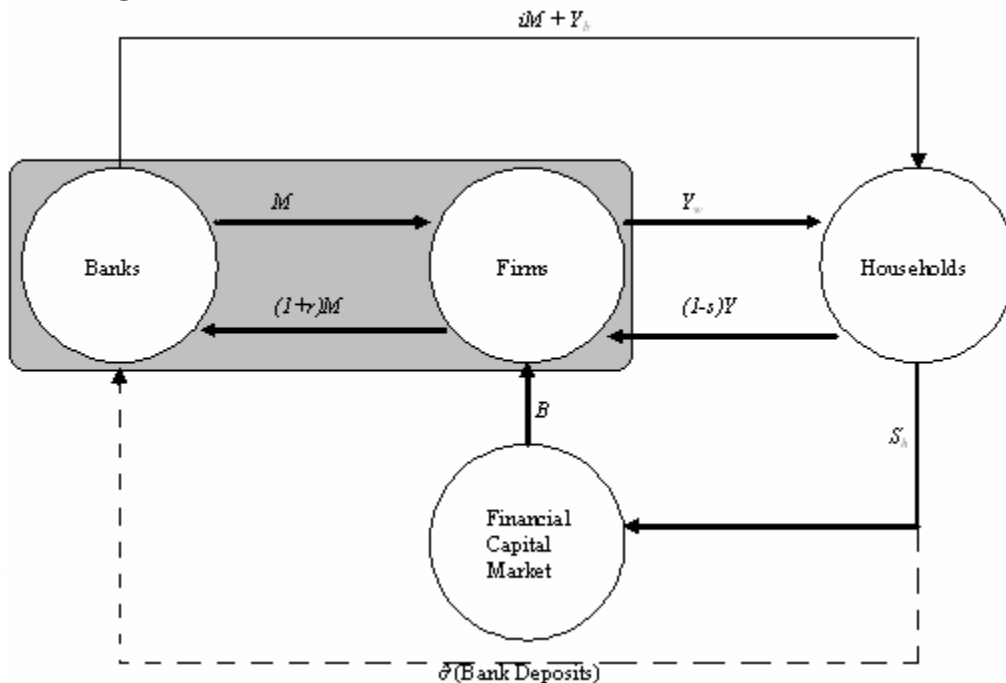 iM + Y_b
M
Y_w
Banks
Firms
Households
(1+r)M
(1-s)Y
B
S_h
Financial
Capital
Market
∂(Bank Deposits)